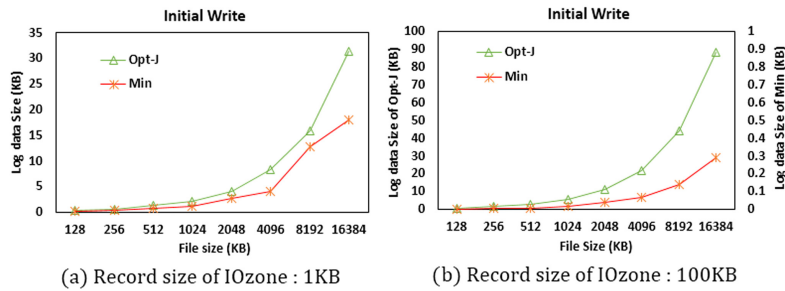 Initial Write
35
30
25
20
15
10
5
0
Log data Size (KB)
Opt-J
Min
128 256 512 1024 2048 4096 8192 16384
File size (KB)
(a) Record size of IOzone : 1KB
Initial Write
100
90
80
70
60
50
40
30
20
10
0
Log data Size of Opt-J (KB)
Opt-J
Min
1
0.9
0.8
0.7
0.6
0.5
0.4
0.3
0.2
0.1
0
Log data Size of Min (KB)
128 256 512 1024 2048 4096 8192 16384
File Size (KB)
(b) Record size of IOzone : 100KB